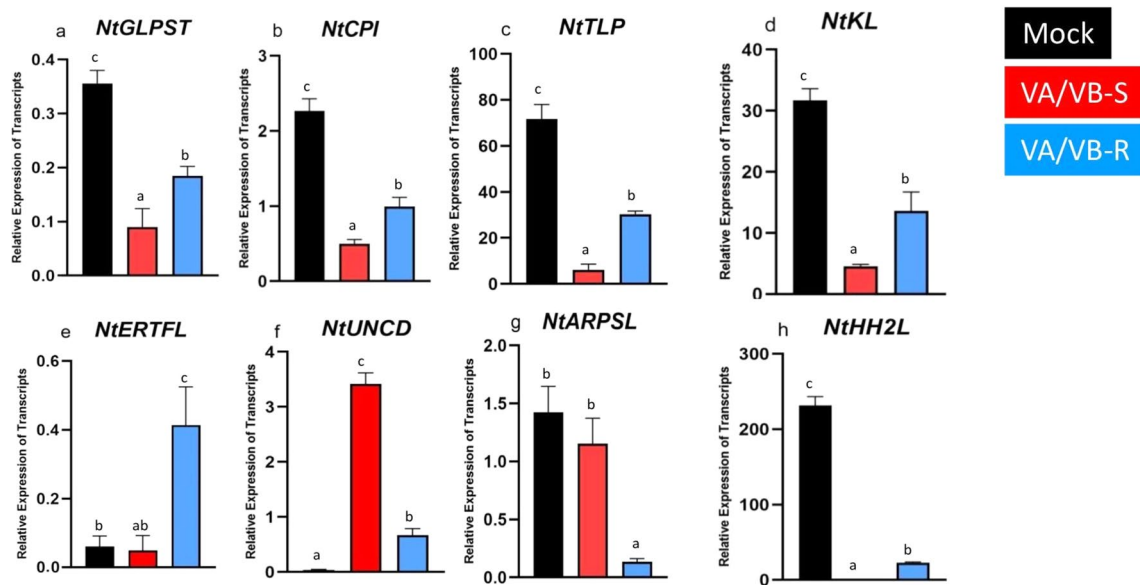 a NtGLPST
Relative Expression of Transcripts
0.4
0.3
0.2
0.1
0.0
c
a
b
b NtCPI
Relative Expression of Transcripts
3
2
1
0
c
a
b
c NtTLP
Relative Expression of Transcripts
100
80
60
40
20
0
c
a
b
d NtKL
Relative Expression of Transcripts
40
30
20
10
0
c
a
b
Mock
VA/VB-S
VA/VB-R
e NtERTFL
Relative Expression of Transcripts
0.6
0.4
0.2
0.0
b
ab
c
f NtUNCD
Relative Expression of Transcripts
4
3
2
1
0
a
c
b
g NtARPSL
Relative Expression of Transcripts
2.0
1.5
1.0
0.5
0.0
b
b
a
h NtHH2L
Relative Expression of Transcripts
300
200
100
0
c
a
b